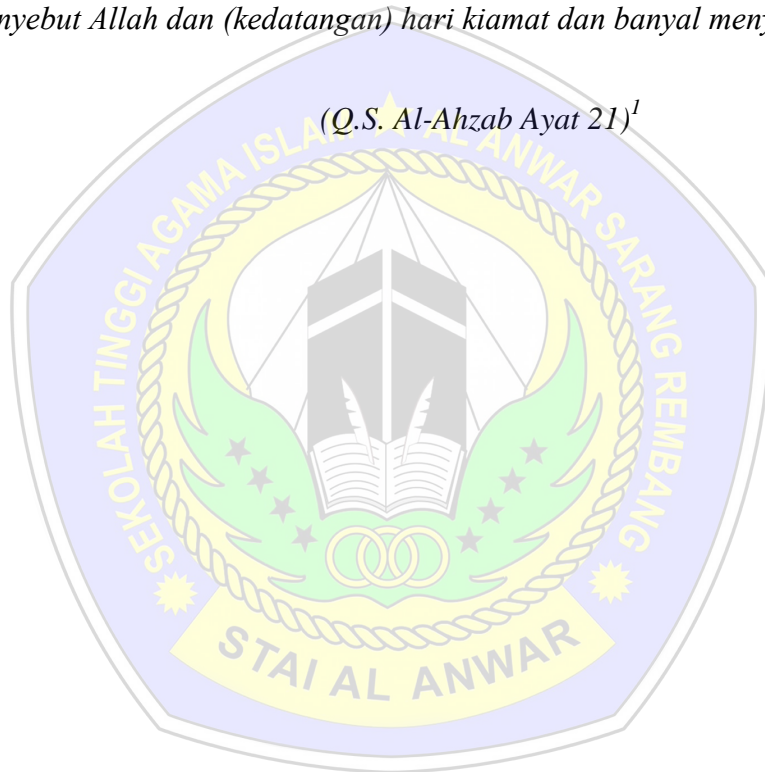 nyebut Allah dan (kedatangan) hari kiamat dan banyal meny
(Q.S. Al-Ahzab Ayat 21)1
SEKOLAH TINGGI AGAMA ISLAM AL ANWAR SARANG REMBANG
STAI AL ANWAR